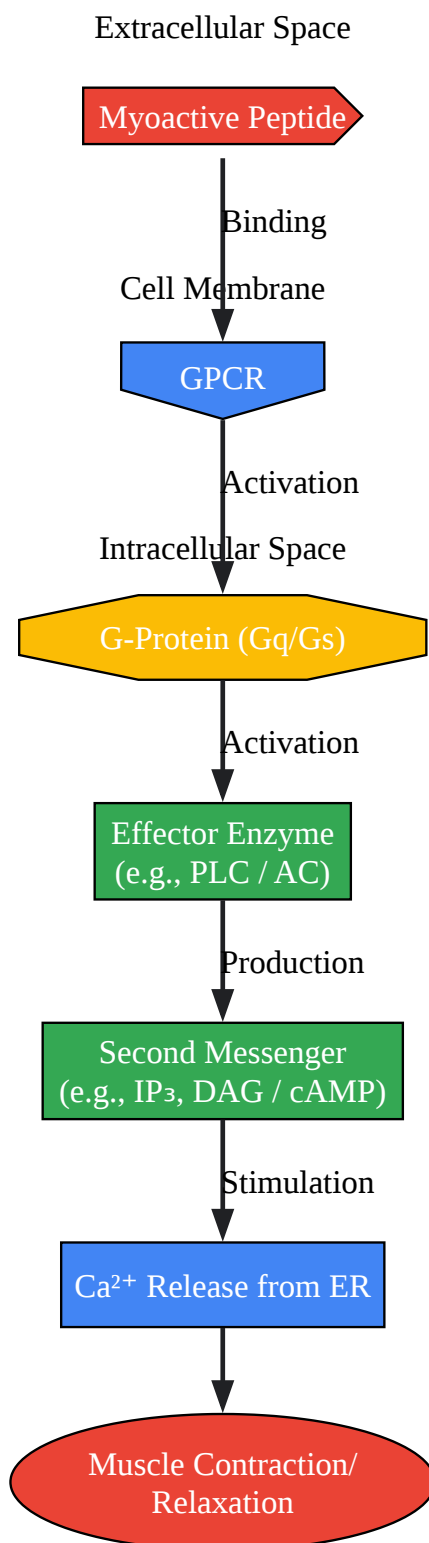 Extracellular Space
Myoactive Peptide
Binding
Cell Membrane
GPCR
Activation
Intracellular Space
G-Protein (Gq/Gs)
Activation
Effector Enzyme
(e.g., PLC / AC)
Production
Second Messenger
(e.g., IP₃, DAG / cAMP)
Stimulation
Ca²⁺ Release from ER
Muscle Contraction/
Relaxation